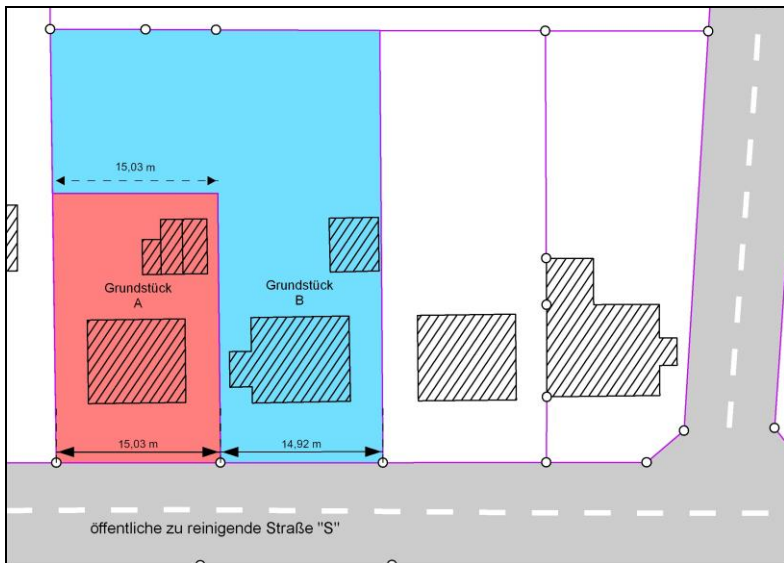 15,03 m
Grundstück
A
Grundstück
B
15,03 m
14,92 m
öffentliche zu reinigende Straße "S"